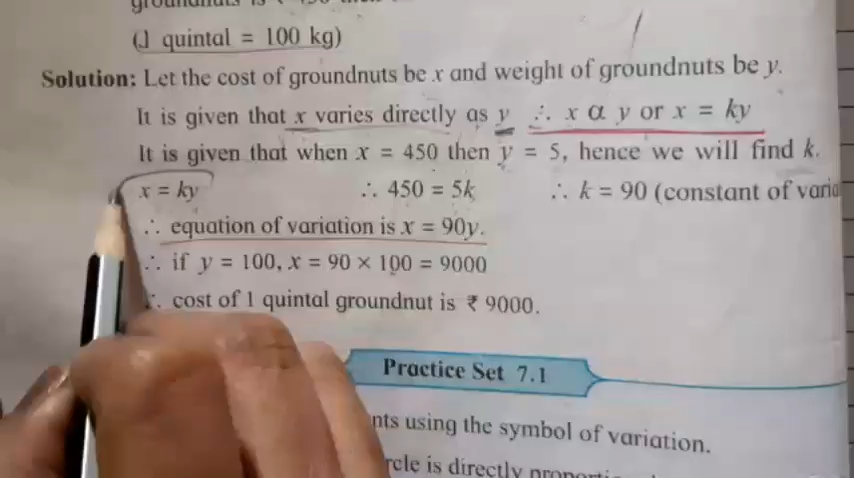 (1 quintal = 100 kg)
Solution: Let the cost of groundnuts be x and weight of groundnuts be y.
It is given that x varies directly as y ∴ x α y or x = ky
It is given that when x = 450 then y = 5, hence we will find k.
x = ky ∴ 450 = 5k ∴ k = 90 (constant of varia
∴ equation of variation is x = 90y.
∴ if y = 100, x = 90 × 100 = 9000
∴ cost of 1 quintal groundnut is ₹ 9000.
Practice Set 7.1
nts using the symbol of variation.
rcle is directly